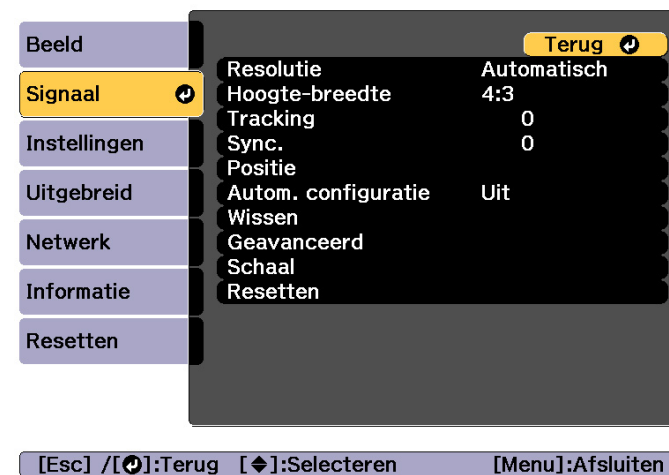 Beeld
Signaal
Instellingen
Uitgebreid
Netwerk
Informatie
Resetten
Terug
Resolutie Automatisch
Hoogte-breedte 4:3
Tracking 0
Sync. 0
Positie
Autom. configuratie Uit
Wissen
Geavanceerd
Schaal
Resetten
[Esc] /[⏎]:Terug [◆]:Selecteren [Menu]:Afsluiten